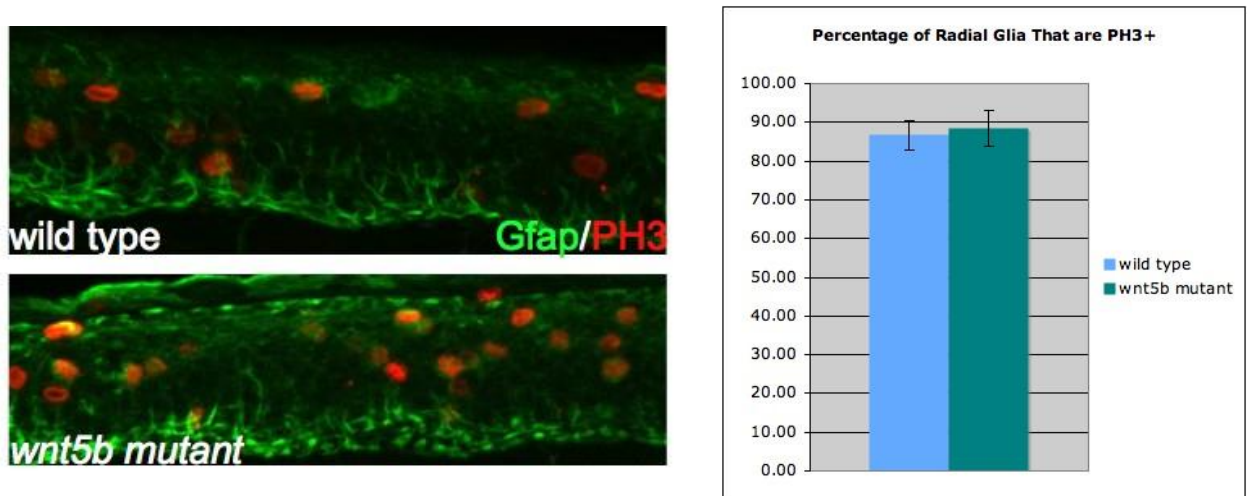 wild type Gfap/PH3
wnt5b mutant
Percentage of Radial Glia That are PH3+
100.00
90.00
80.00
70.00
60.00
50.00
40.00
30.00
20.00
10.00
0.00
wild type
wnt5b mutant